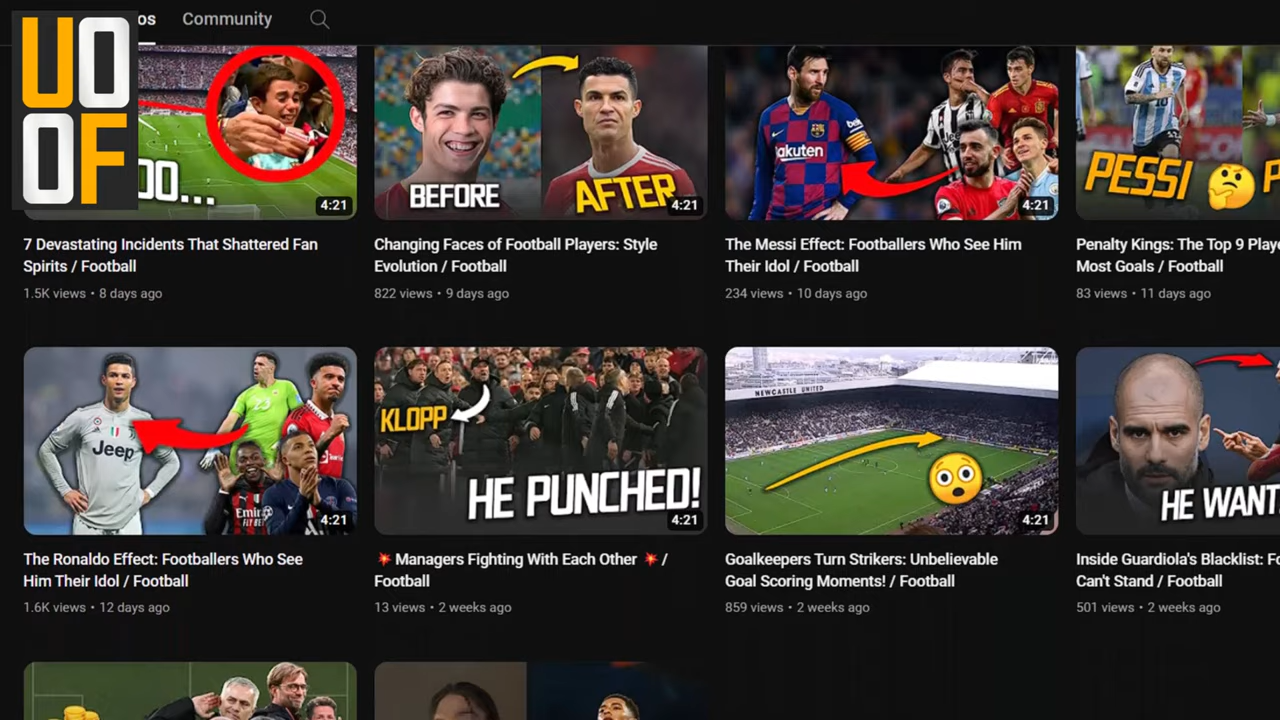 UO
OF
os
Community
OO...
4:21
BEFORE
AFTER
4:21
Rakuten
beko
4:21
10
PESSI
P
7 Devastating Incidents That Shattered Fan
Spirits / Football
1.5K views • 8 days ago
Changing Faces of Football Players: Style
Evolution / Football
822 views • 9 days ago
The Messi Effect: Footballers Who See Him
Their Idol / Football
234 views • 10 days ago
Penalty Kings: The Top 9 Playe
Most Goals / Football
83 views • 11 days ago
Jeep
23
Emirates
FLY BETTER
4:21
KLOPP
HE PUNCHED!
4:21
NEWCASTLE UNITED
4:21
HE WANT
The Ronaldo Effect: Footballers Who See
Him Their Idol / Football
1.6K views • 12 days ago
💥 Managers Fighting With Each Other 💥 /
Football
13 views • 2 weeks ago
Goalkeepers Turn Strikers: Unbelievable
Goal Scoring Moments! / Football
859 views • 2 weeks ago
Inside Guardiola's Blacklist: Fo
Can't Stand / Football
501 views • 2 weeks ago